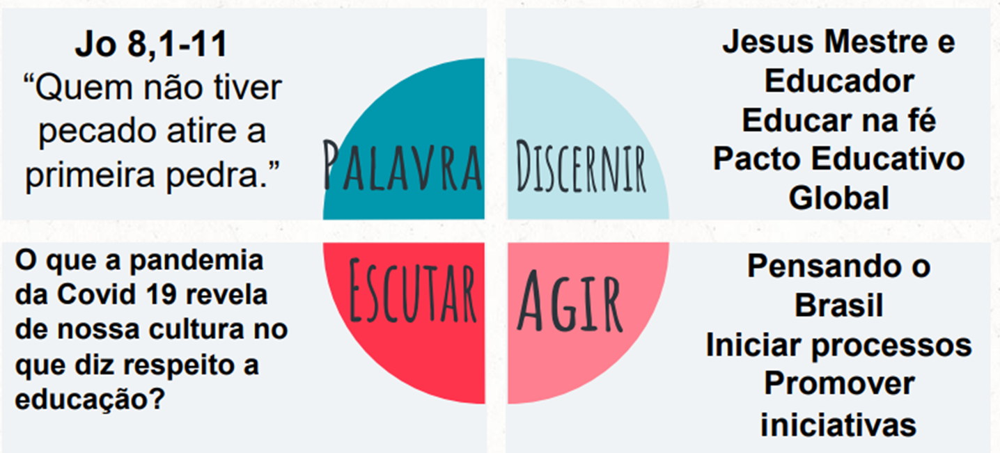 Jo 8,1-11
“Quem não tiver
pecado atire a
primeira pedra.”
PALAVRA
DISCERNIR
Jesus Mestre e
Educador
Educar na fé
Pacto Educativo
Global
O que a pandemia
da Covid 19 revela
de nossa cultura no
que diz respeito a
educação?
ESCUTAR
AGIR
Pensando o
Brasil
Iniciar processos
Promover
iniciativas